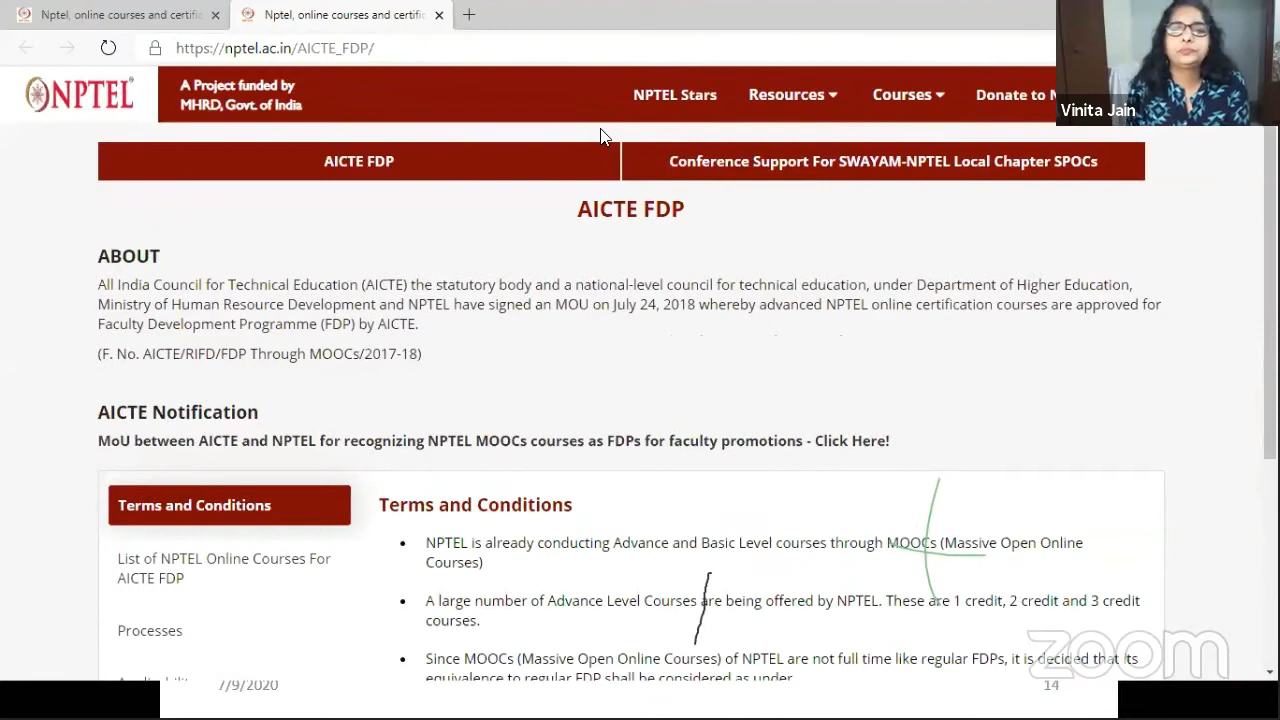 Nptel, online courses and certific
Nptel, online courses and certific
https://nptel.ac.in/AICTE_FDP/
NPTEL
A Project funded by
MHRD, Govt. of India
NPTEL Stars
Resources
Courses
Donate to
Vinita Jain
AICTE FDP
Conference Support For SWAYAM-NPTEL Local Chapter SPOCs
AICTE FDP
ABOUT
All India Council for Technical Education (AICTE) the statutory body and a national-level council for technical education, under Department of Higher Education,
Ministry of Human Resource Development and NPTEL have signed an MOU on July 24, 2018 whereby advanced NPTEL online certification courses are approved for
Faculty Development Programme (FDP) by AICTE.
(F. No. AICTE/RIFD/FDP Through MOOCs/2017-18)
AICTE Notification
MoU between AICTE and NPTEL for recognizing NPTEL MOOCs courses as FDPs for faculty promotions - Click Here!
Terms and Conditions
List of NPTEL Online Courses For
AICTE FDP
Processes
Terms and Conditions
NPTEL is already conducting Advance and Basic Level courses through MOOCs (Massive Open Online
Courses)
A large number of Advance Level Courses are being offered by NPTEL. These are 1 credit, 2 credit and 3 credit
courses.
Since MOOCs (Massive Open Online Courses) of NPTEL are not full time like regular FDPs, it is decided that its
equivalence to regular FDP shall be considered as under
zoom
7/9/2020
14